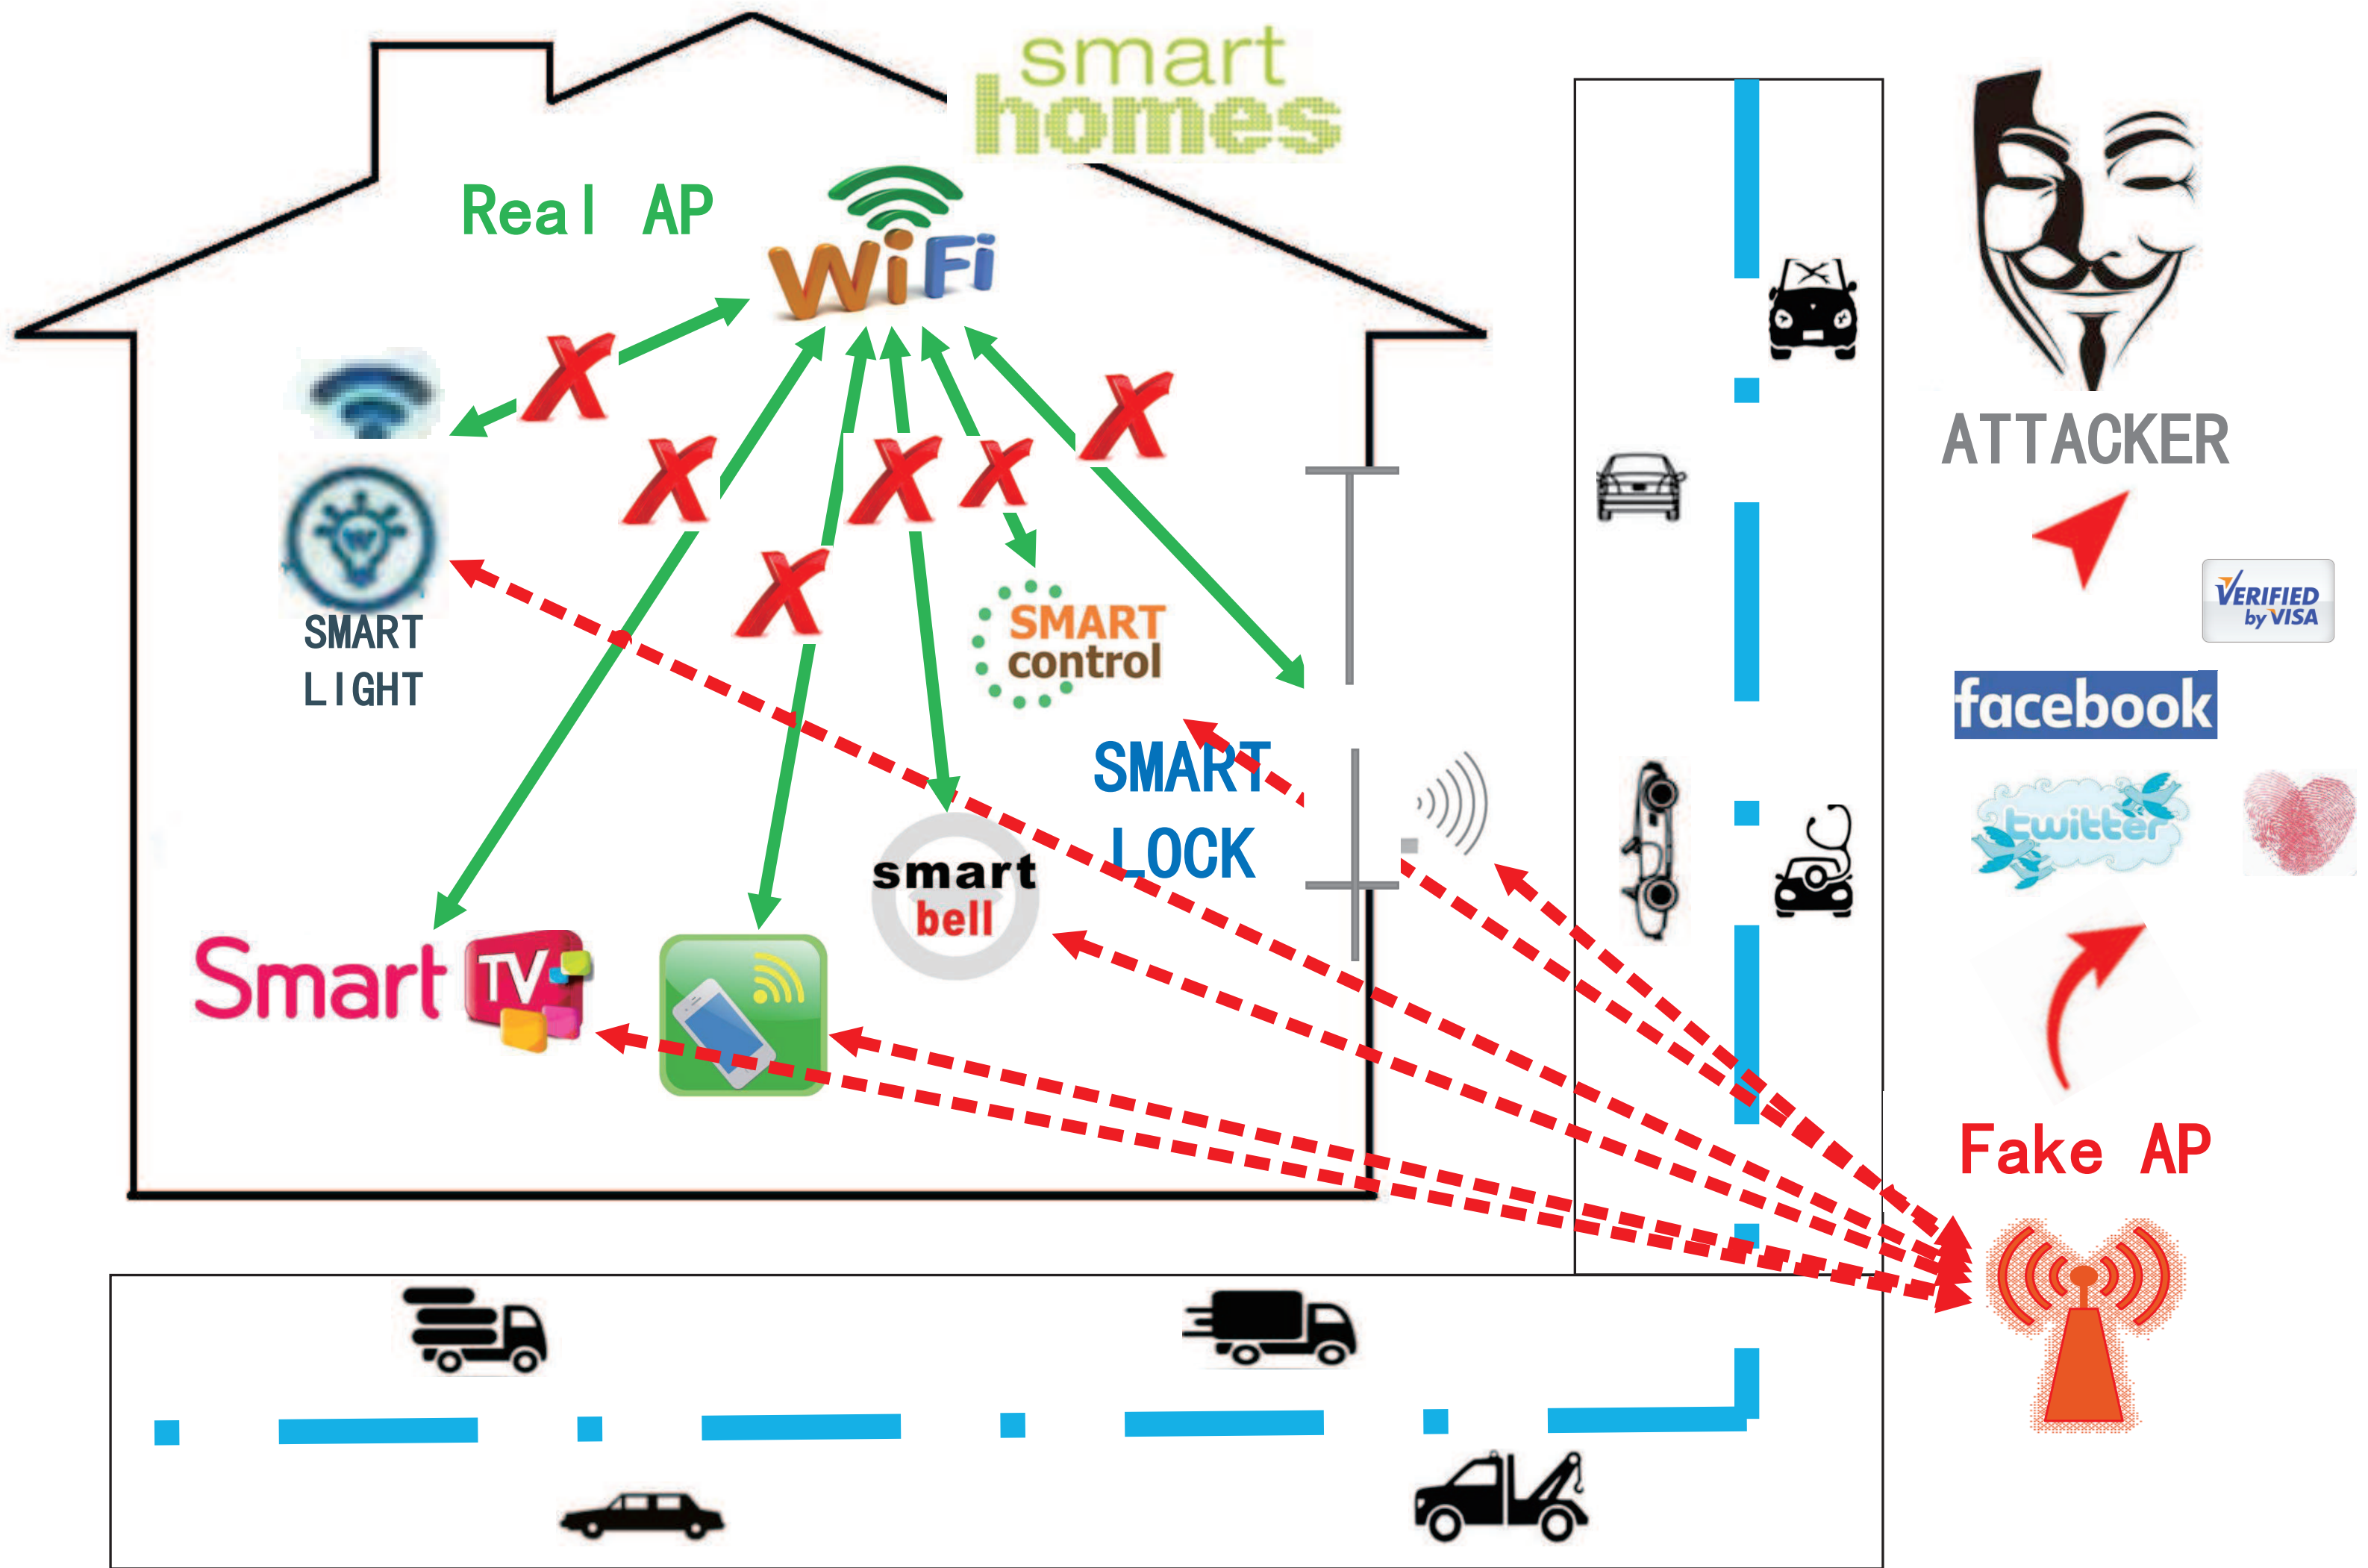 smart
homes
Real AP
WiFi
ATTACKER
VERIFIED
by VISA
SMART
LIGHT
SMART
control
facebook
SMART
LOCK
twitter
smart
bell
Smart TV
Fake AP